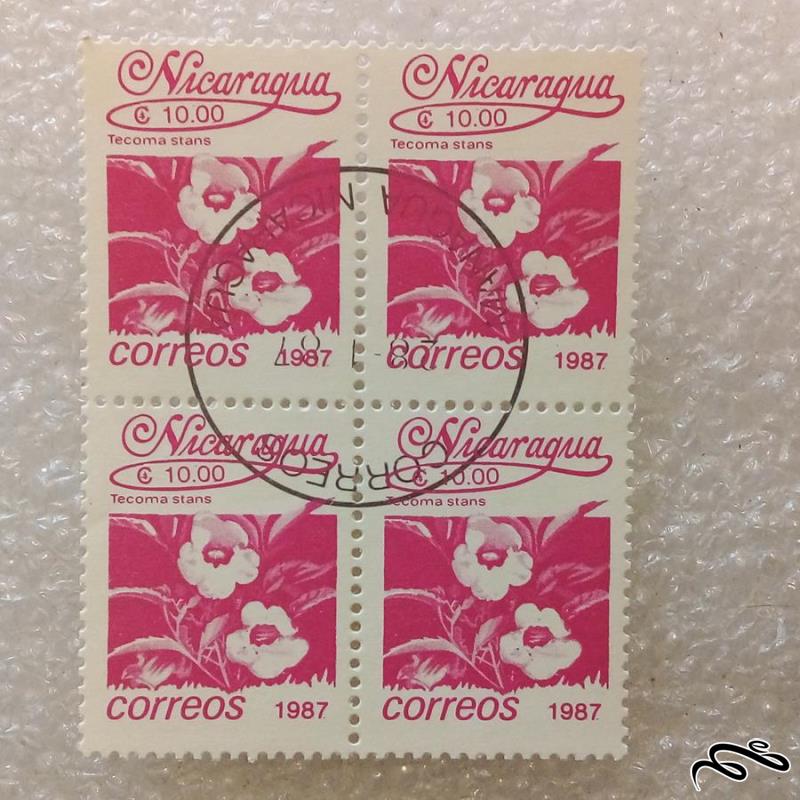 Nicaragua
₡ 10.00
Tecoma stans
correos 1987
Nicaragua
₡ 10.00
Tecoma stans
correos 1987
Nicaragua
₡ 10.00
Tecoma stans
correos 1987
Nicaragua
₡ 10.00
Tecoma stans
correos 1987
CORREOS